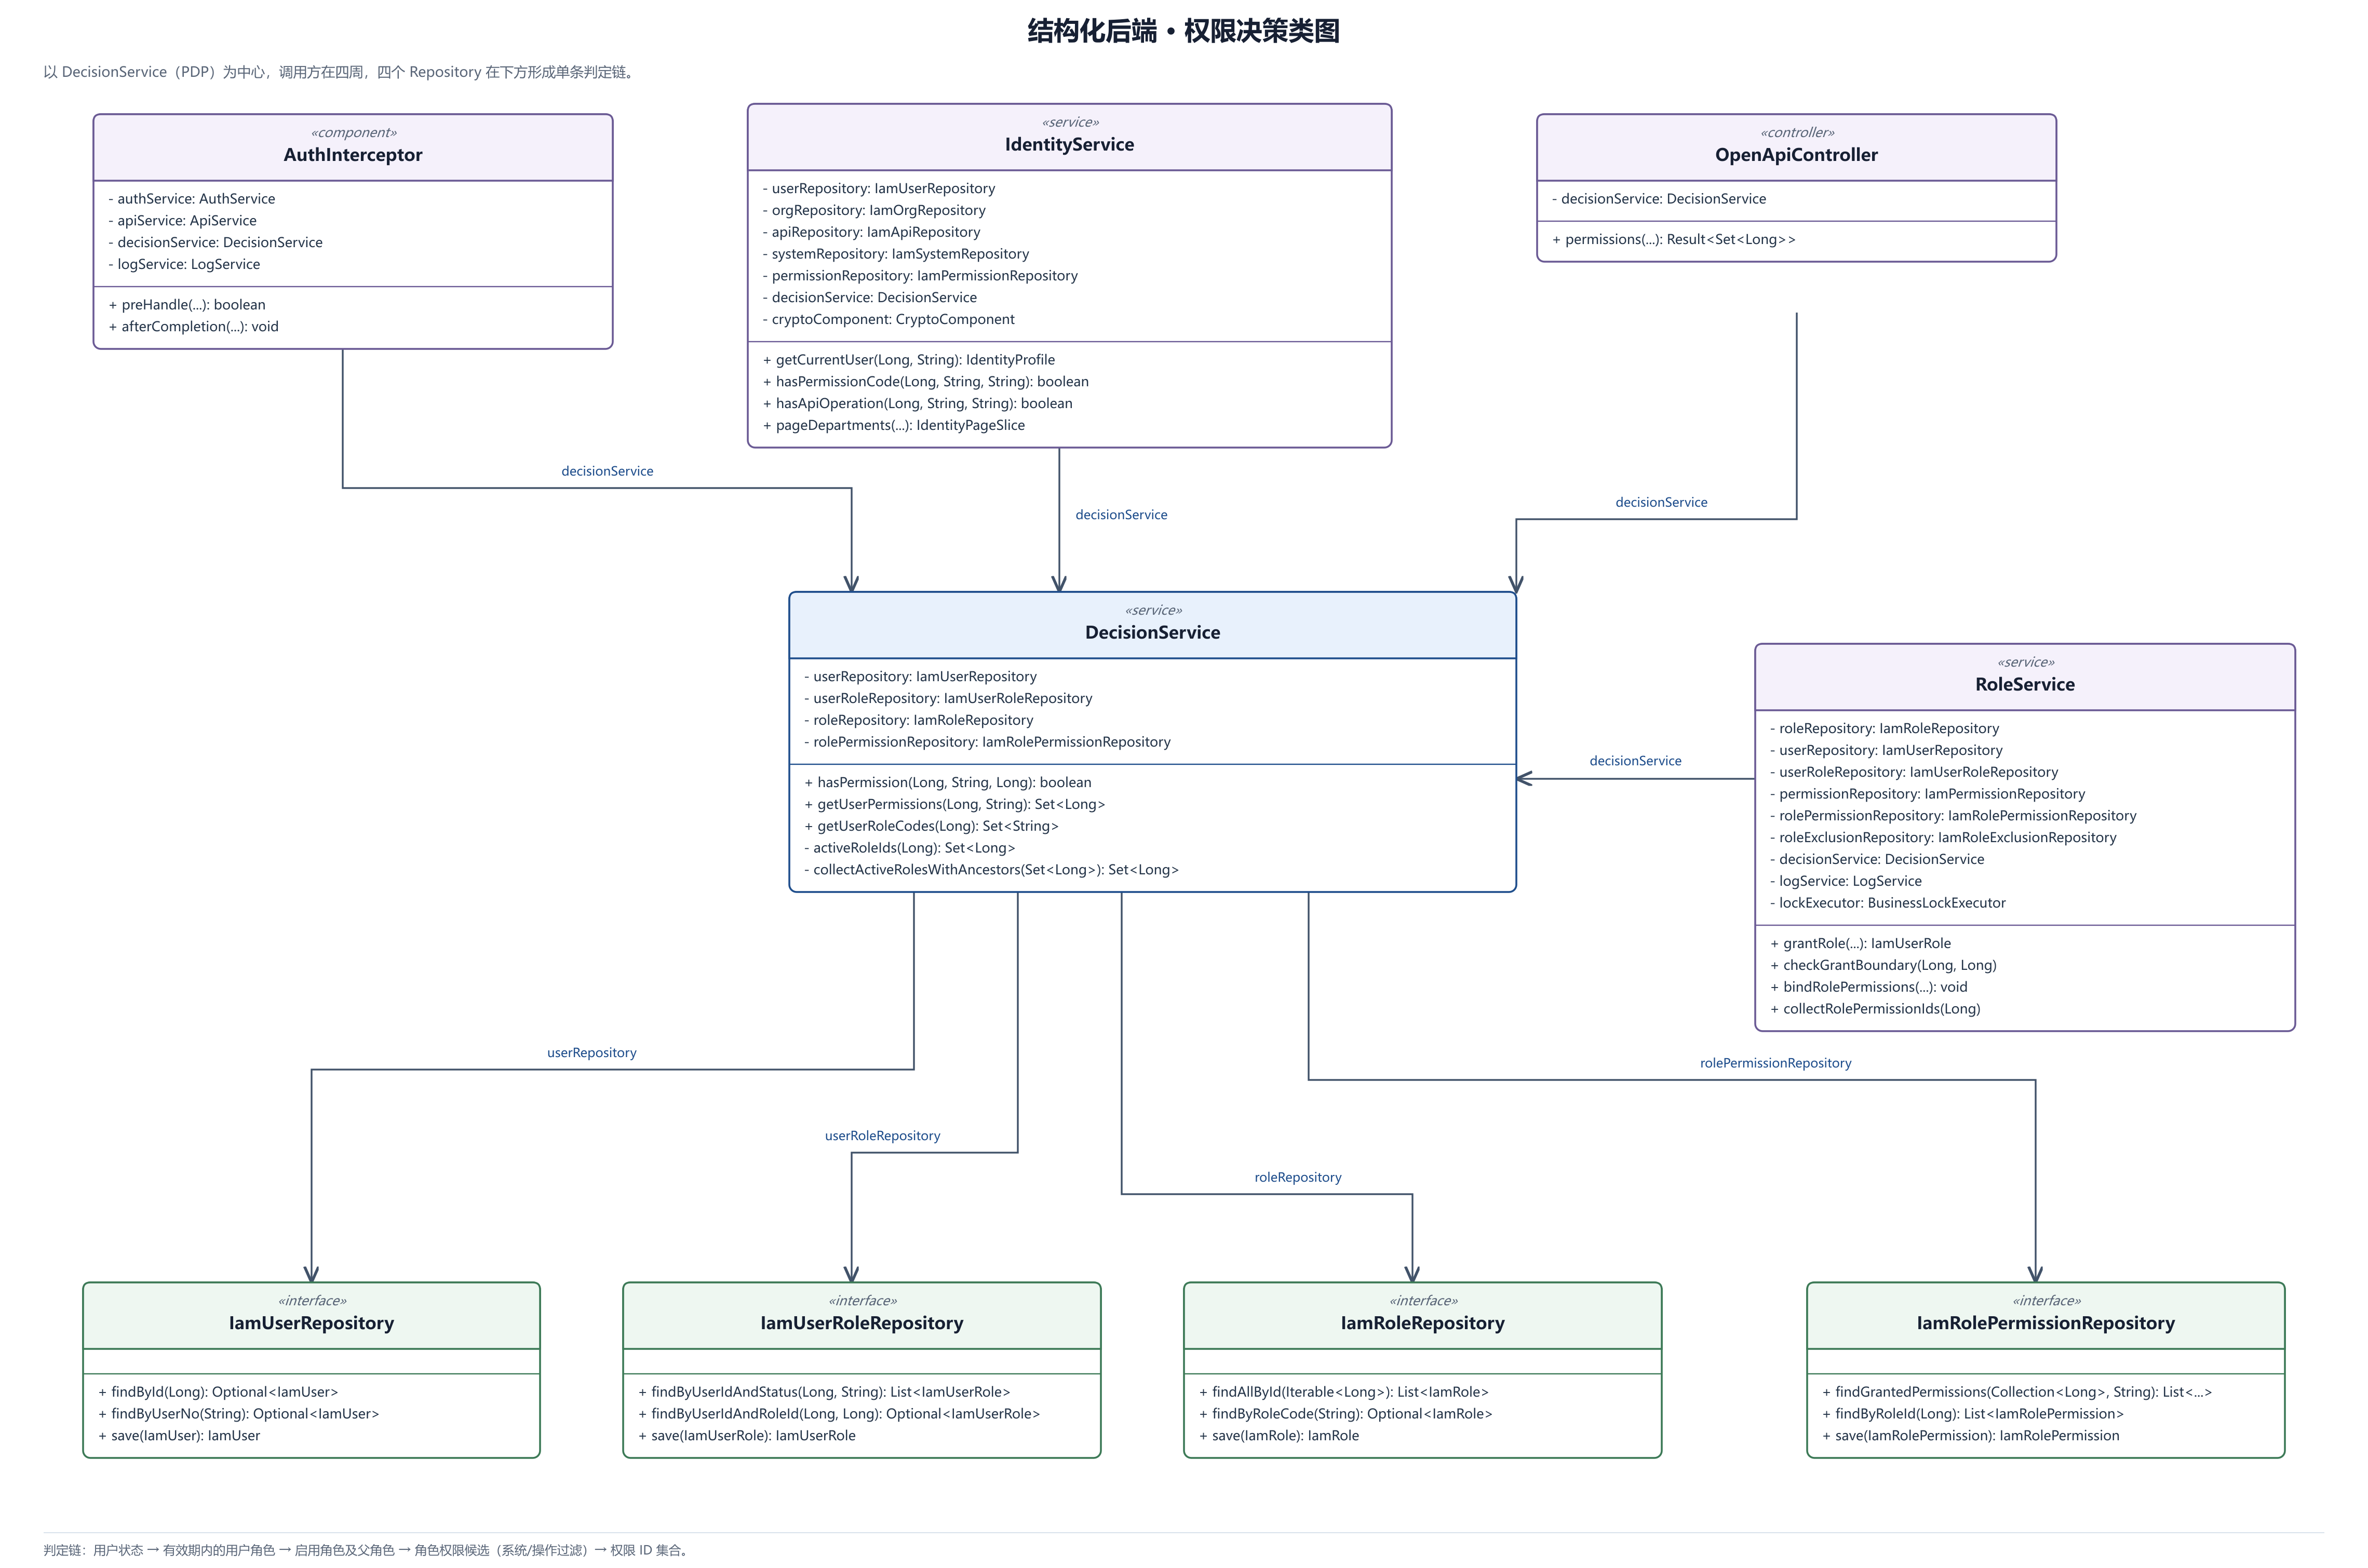 结构化后端 · 权限决策类图
以 DecisionService（PDP）为中心，调用方在四周，四个 Repository 在下方形成单条判定链。
«component»
AuthInterceptor
- authService: AuthService
- apiService: ApiService
- decisionService: DecisionService
- logService: LogService
+ preHandle(...): boolean
+ afterCompletion(...): void
«service»
IdentityService
- userRepository: IamUserRepository
- orgRepository: IamOrgRepository
- apiRepository: IamApiRepository
- systemRepository: IamSystemRepository
- permissionRepository: IamPermissionRepository
- decisionService: DecisionService
- cryptoComponent: CryptoComponent
+ getCurrentUser(Long, String): IdentityProfile
+ hasPermissionCode(Long, String, String): boolean
+ hasApiOperation(Long, String, String): boolean
+ pageDepartments(...): IdentityPageSlice
«controller»
OpenApiController
- decisionService: DecisionService
+ permissions(...): Result<Set<Long>>
decisionService
decisionService
decisionService
«service»
DecisionService
- userRepository: IamUserRepository
- userRoleRepository: IamUserRoleRepository
- roleRepository: IamRoleRepository
- rolePermissionRepository: IamRolePermissionRepository
+ hasPermission(Long, String, Long): boolean
+ getUserPermissions(Long, String): Set<Long>
+ getUserRoleCodes(Long): Set<String>
- activeRoleIds(Long): Set<Long>
- collectActiveRolesWithAncestors(Set<Long>): Set<Long>
decisionService
«service»
RoleService
- roleRepository: IamRoleRepository
- userRepository: IamUserRepository
- userRoleRepository: IamUserRoleRepository
- permissionRepository: IamPermissionRepository
- rolePermissionRepository: IamRolePermissionRepository
- roleExclusionRepository: IamRoleExclusionRepository
- decisionService: DecisionService
- logService: LogService
- lockExecutor: BusinessLockExecutor
+ grantRole(...): IamUserRole
+ checkGrantBoundary(Long, Long)
+ bindRolePermissions(...): void
+ collectRolePermissionIds(Long)
userRepository
userRoleRepository
roleRepository
rolePermissionRepository
«interface»
IamUserRepository
+ findById(Long): Optional<IamUser>
+ findByUserNo(String): Optional<IamUser>
+ save(IamUser): IamUser
«interface»
IamUserRoleRepository
+ findByUserIdAndStatus(Long, String): List<IamUserRole>
+ findByUserIdAndRoleId(Long, Long): Optional<IamUserRole>
+ save(IamUserRole): IamUserRole
«interface»
IamRoleRepository
+ findAllById(Iterable<Long>): List<IamRole>
+ findByRoleCode(String): Optional<IamRole>
+ save(IamRole): IamRole
«interface»
IamRolePermissionRepository
+ findGrantedPermissions(Collection<Long>, String): List<...>
+ findByRoleId(Long): List<IamRolePermission>
+ save(IamRolePermission): IamRolePermission
判定链：用户状态 → 有效期内的用户角色 → 启用角色及父角色 → 角色权限候选（系统/操作过滤）→ 权限 ID 集合。